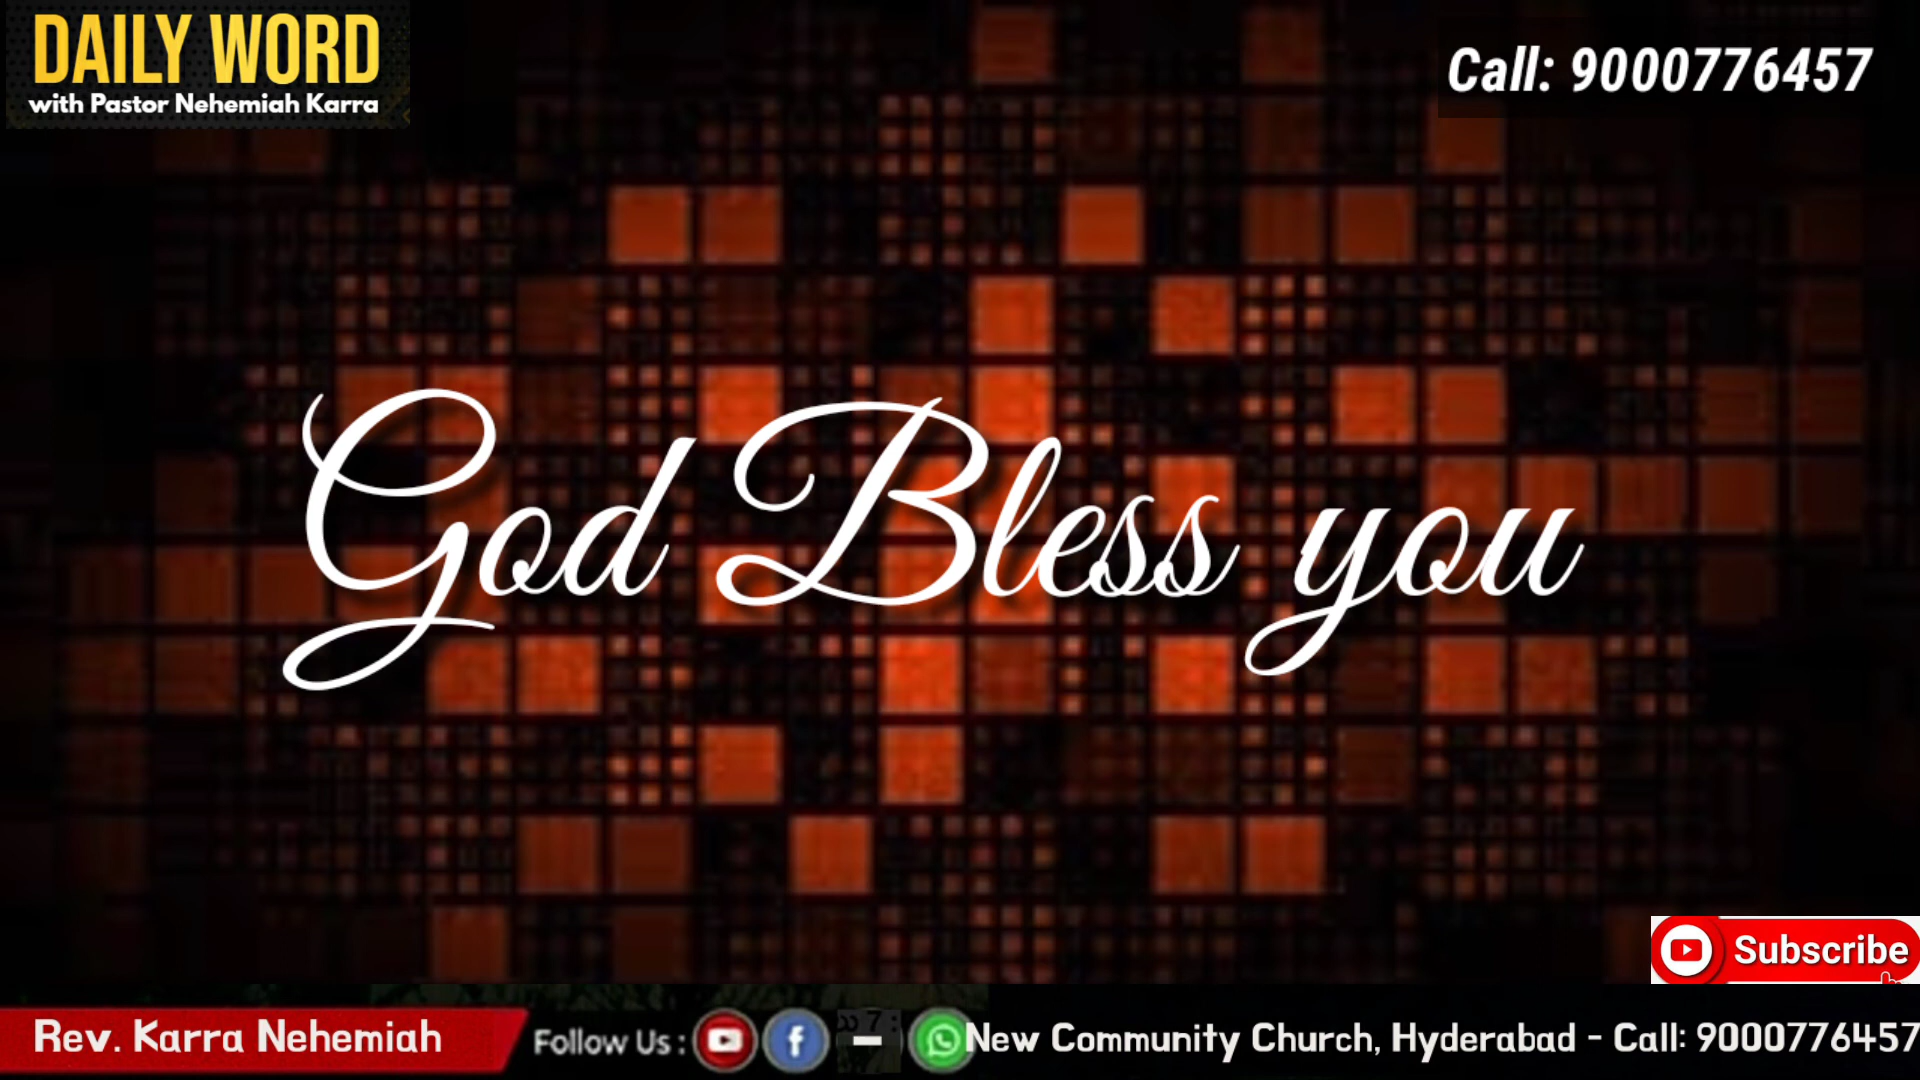 DAILY WORD
with Pastor Nehemiah Karra
Call: 9000776457
God Bless you
Subscribe
Rev. Karra Nehemiah
Follow Us :
New Community Church, Hyderabad - Call: 9000776457